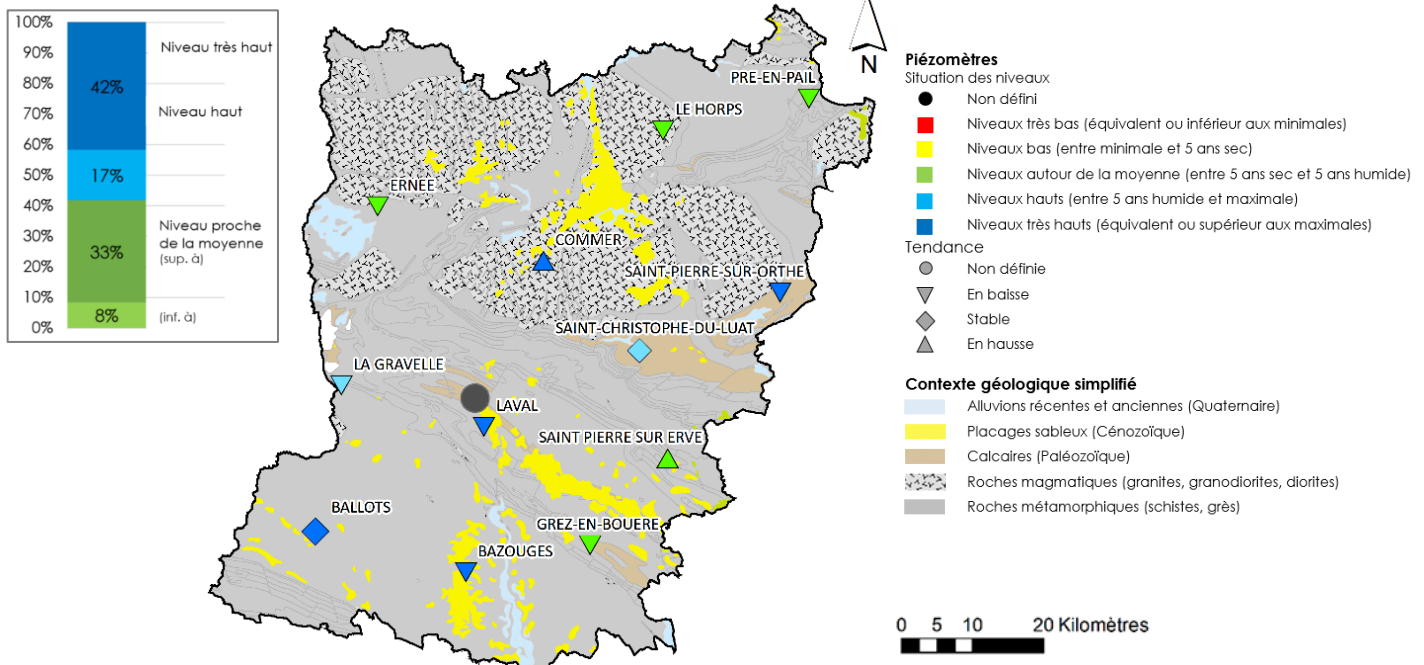 100%
90%
80%
70%
60%
50%
40%
30%
20%
10%
0%
42%
17%
33%
8%
Niveau très haut
Niveau haut
Niveau proche
de la moyenne
(sup. à)
(inf. à)
N
PRE-EN-PAIL
LE HORPS
ERNEE
COMMER
SAINT-PIERRE-SUR-ORTHE
SAINT-CHRISTOPHE-DU-LUAT
LA GRAVELLE
LAVAL
SAINT PIERRE SUR ERVE
BALLOTS
GREZ-EN-BOUERE
BAZOUGES
Piézomètres
Situation des niveaux
Non défini
Niveaux très bas (équivalent ou inférieur aux minimales)
Niveaux bas (entre minimale et 5 ans sec)
Niveaux autour de la moyenne (entre 5 ans sec et 5 ans humide)
Niveaux hauts (entre 5 ans humide et maximale)
Niveaux très hauts (équivalent ou supérieur aux maximales)
Tendance
Non définie
En baisse
Stable
En hausse
Contexte géologique simplifié
Alluvions récentes et anciennes (Quaternaire)
Placages sableux (Cénozoïque)
Calcaires (Paléozoïque)
Roches magmatiques (granites, granodiorites, diorites)
Roches métamorphiques (schistes, grès)
0 5 10 20 Kilomètres